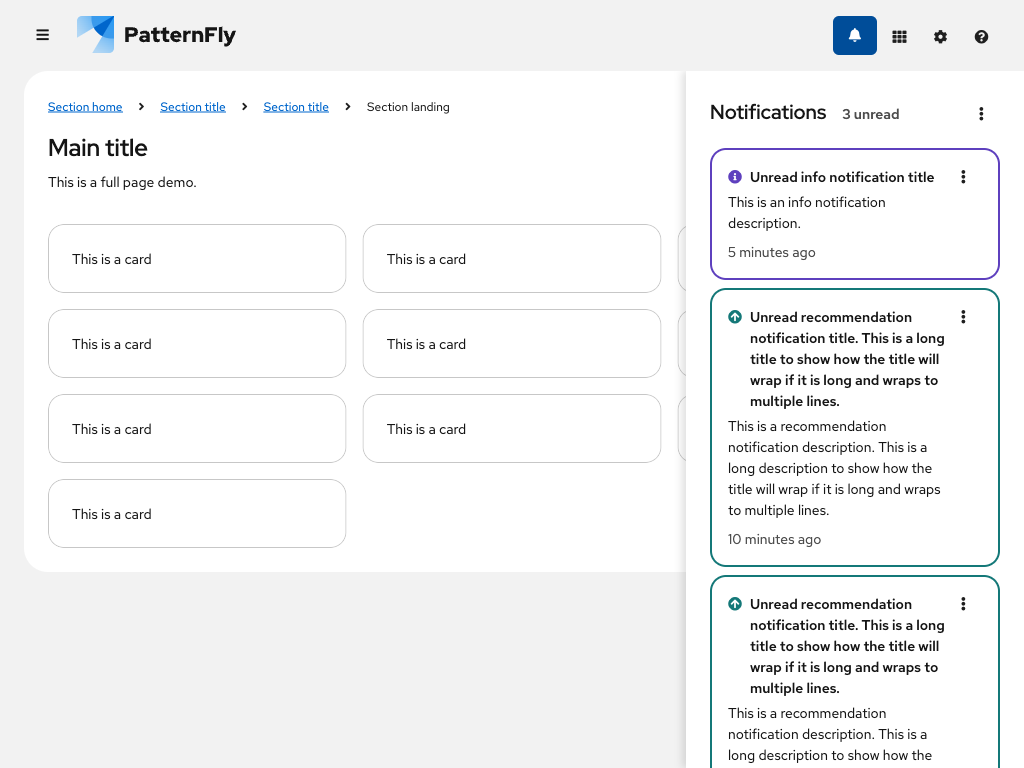 PatternFly
Section home
Section title
Section title
Section landing
Main title
This is a full page demo.
This is a card
This is a card
This is a card
This is a card
This is a card
This is a card
This is a card
Notifications
3 unread
Unread info notification title
This is an info notification
description.
5 minutes ago
Unread recommendation
notification title. This is a long
title to show how the title will
wrap if it is long and wraps to
multiple lines.
This is a recommendation
notification description. This is a
long description to show how the
title will wrap if it is long and wraps
to multiple lines.
10 minutes ago
Unread recommendation
notification title. This is a long
title to show how the title will
wrap if it is long and wraps to
multiple lines.
This is a recommendation
notification description. This is a
long description to show how the